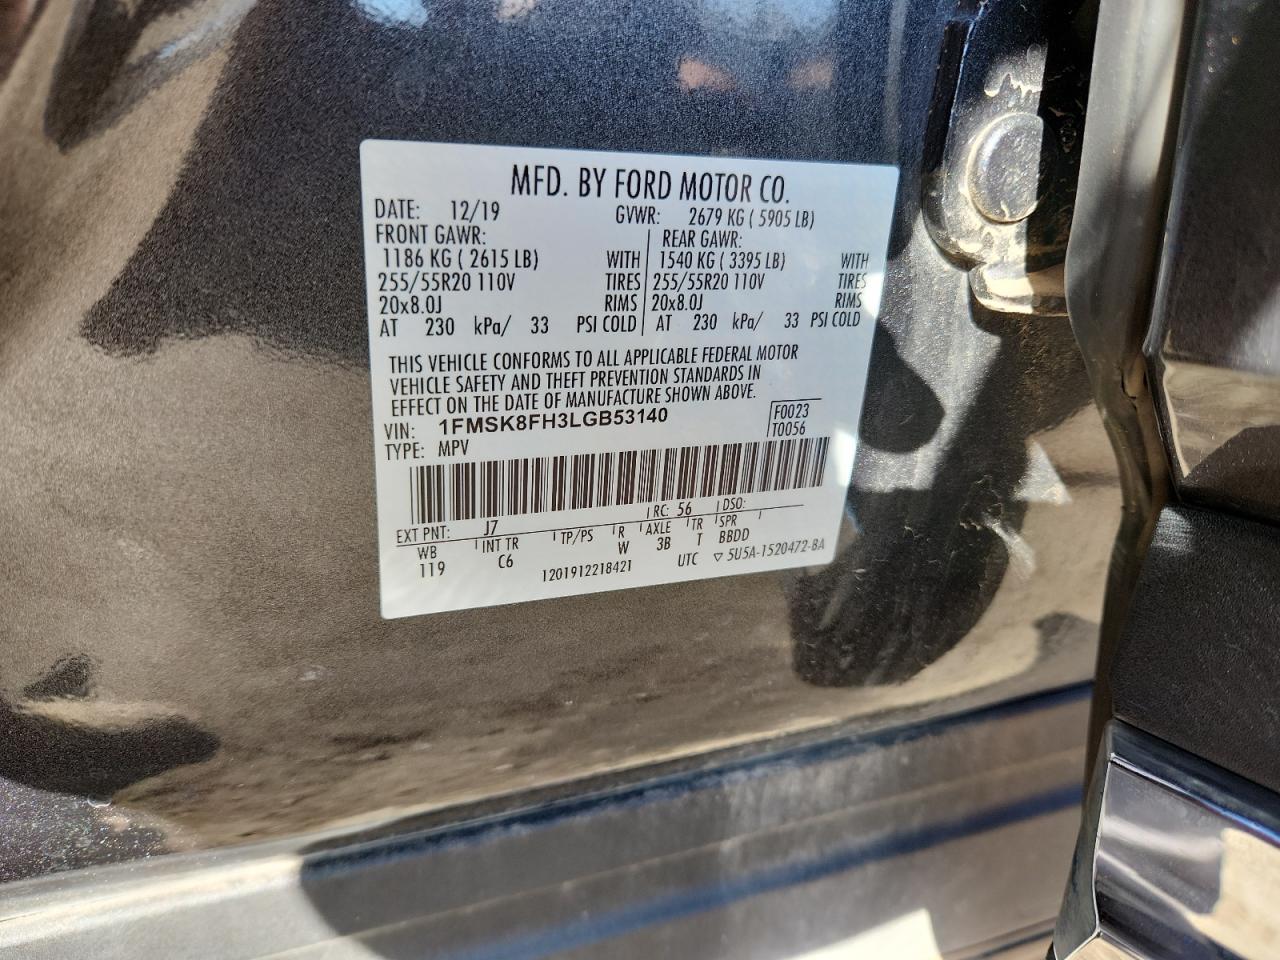 MFD. BY FORD MOTOR CO.
DATE: 12/19 GVWR: 2679 KG ( 5905 LB)
FRONT GAWR: REAR GAWR:
1186 KG ( 2615 LB) WITH 1540 KG ( 3395 LB) WITH
255/55R20 110V TIRES 255/55R20 110V TIRES
20x8.0J RIMS 20x8.0J RIMS
AT 230 kPa/ 33 PSI COLD AT 230 kPa/ 33 PSI COLD
THIS VEHICLE CONFORMS TO ALL APPLICABLE FEDERAL MOTOR
VEHICLE SAFETY AND THEFT PREVENTION STANDARDS IN
EFFECT ON THE DATE OF MANUFACTURE SHOWN ABOVE.
VIN: 1FMSK8FH3LGB53140 F0023
TYPE: MPV T0056
EXT PNT: J7 RC: 56 DSO:
WB INT TR TP/PS R AXLE TR SPR
119 C6 W 3B T BBDD
1201912218421 UTC ▽ 5U5A-1520472-BA